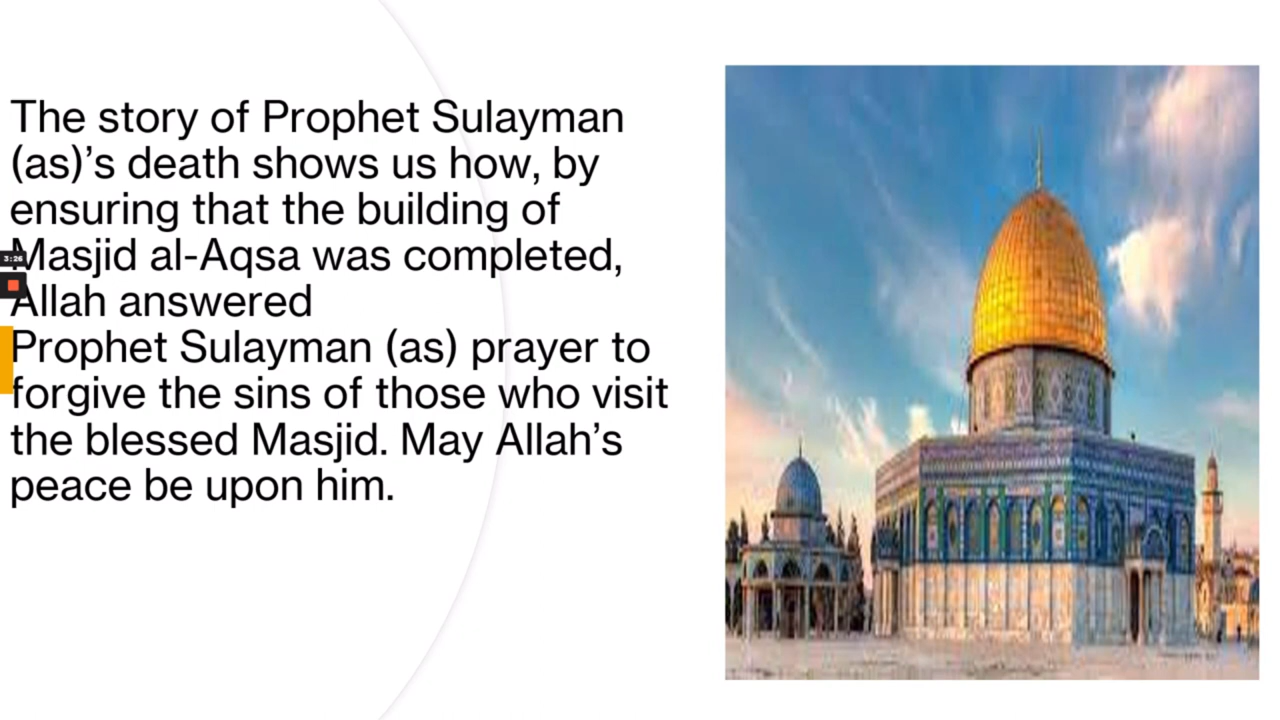 The story of Prophet Sulayman
(as)’s death shows us how, by
ensuring that the building of
Masjid al-Aqsa was completed,
Allah answered
Prophet Sulayman (as) prayer to
forgive the sins of those who visit
the blessed Masjid. May Allah’s
peace be upon him.
3:26